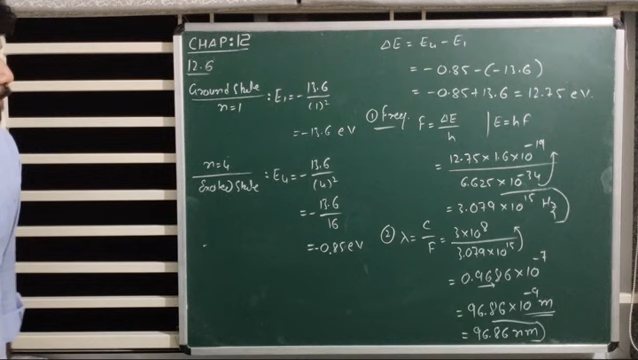 CHAP:12
12.6
Ground State / n=1 : E₁ = - 13.6 / (1)²
= -13.6 eV
n=4 / Excited State : E₄ = - 13.6 / (4)²
= - 13.6 / 16
= -0.85 eV
ΔE = E₄ - E₁
= -0.85 - (-13.6)
= -0.85 + 13.6 = 12.75 eV.
① Freq. F = ΔE / h | E = hF
= 12.75 × 1.6 × 10⁻¹⁹ / 6.625 × 10⁻³⁴
= 3.079 × 10¹⁵ Hz
② λ = C / F = 3 × 10⁸ / 3.079 × 10¹⁵
= 0.9686 × 10⁻⁷
= 96.86 × 10⁻⁹ m
= 96.86 nm